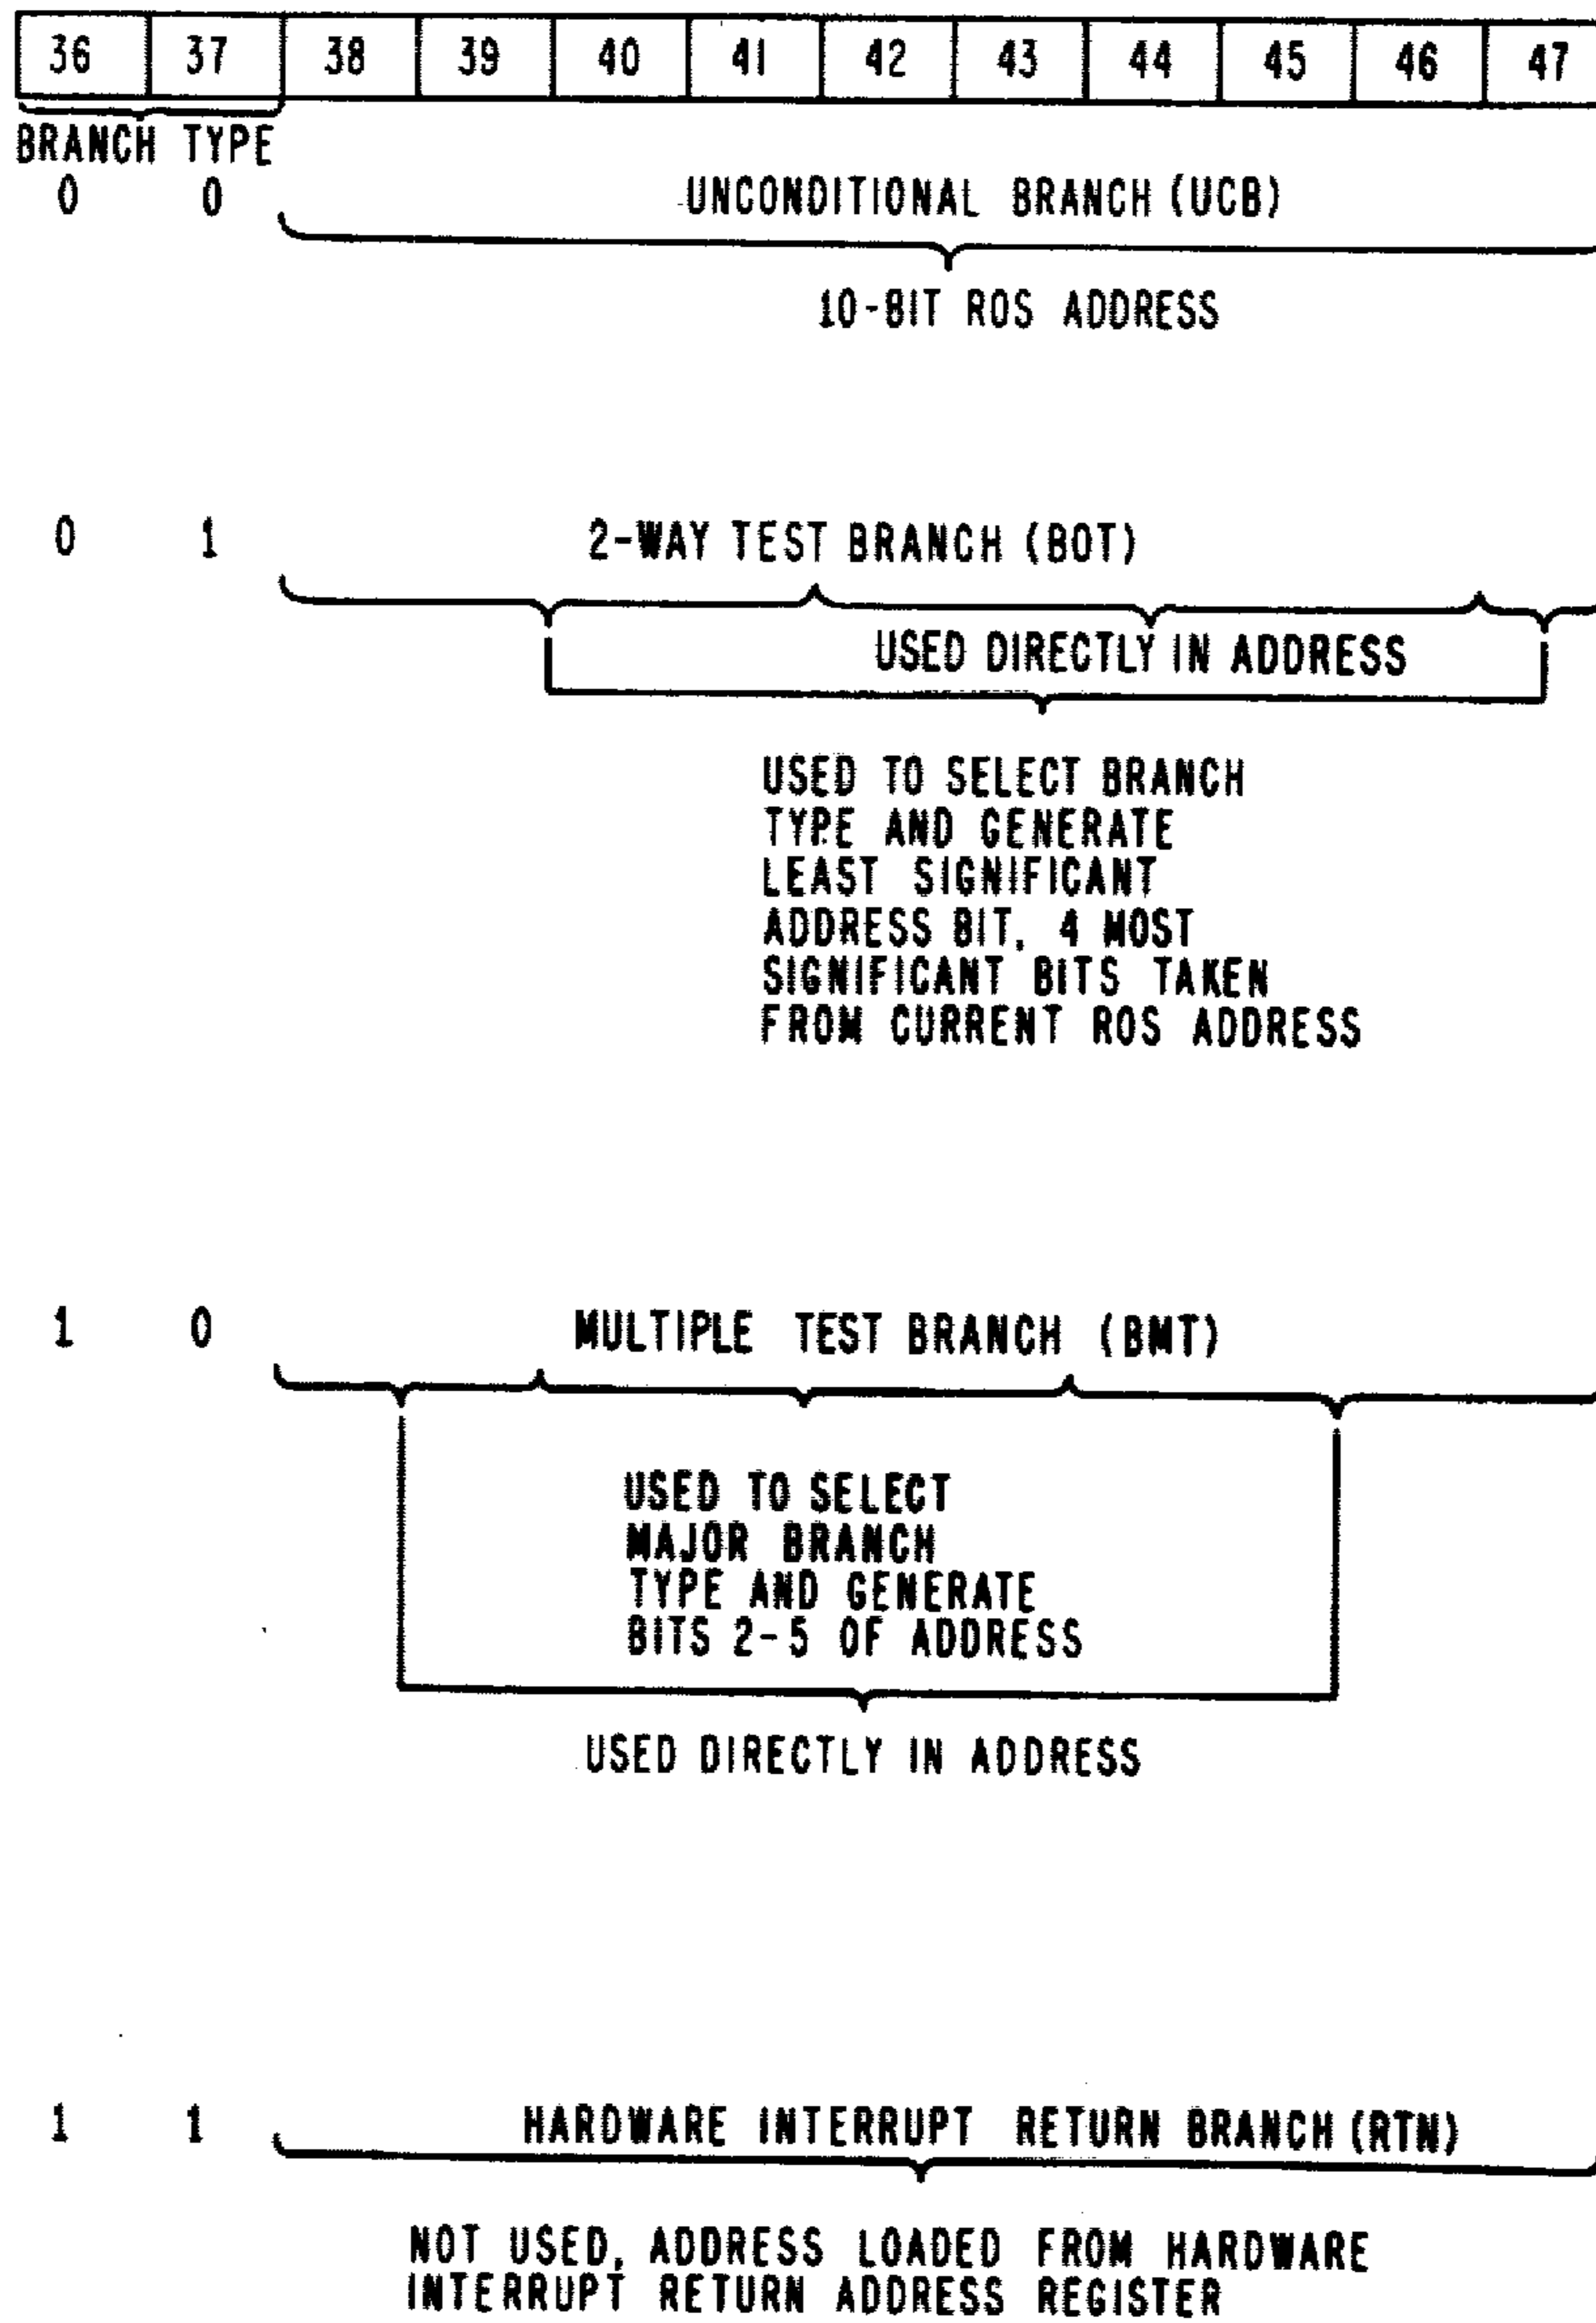 36 37 38 39 40 41 42 43 44 45 46 47
BRANCH TYPE
0 0 UNCONDITIONAL BRANCH (UCB)
10-BIT ROS ADDRESS
0 1 2-WAY TEST BRANCH (BOT)
USED DIRECTLY IN ADDRESS
USED TO SELECT BRANCH
TYPE AND GENERATE
LEAST SIGNIFICANT
ADDRESS BIT, 4 MOST
SIGNIFICANT BITS TAKEN
FROM CURRENT ROS ADDRESS
1 0 MULTIPLE TEST BRANCH (BMT)
USED TO SELECT
MAJOR BRANCH
TYPE AND GENERATE
BITS 2-5 OF ADDRESS
USED DIRECTLY IN ADDRESS
1 1 HARDWARE INTERRUPT RETURN BRANCH (RTN)
NOT USED, ADDRESS LOADED FROM HARDWARE
INTERRUPT RETURN ADDRESS REGISTER